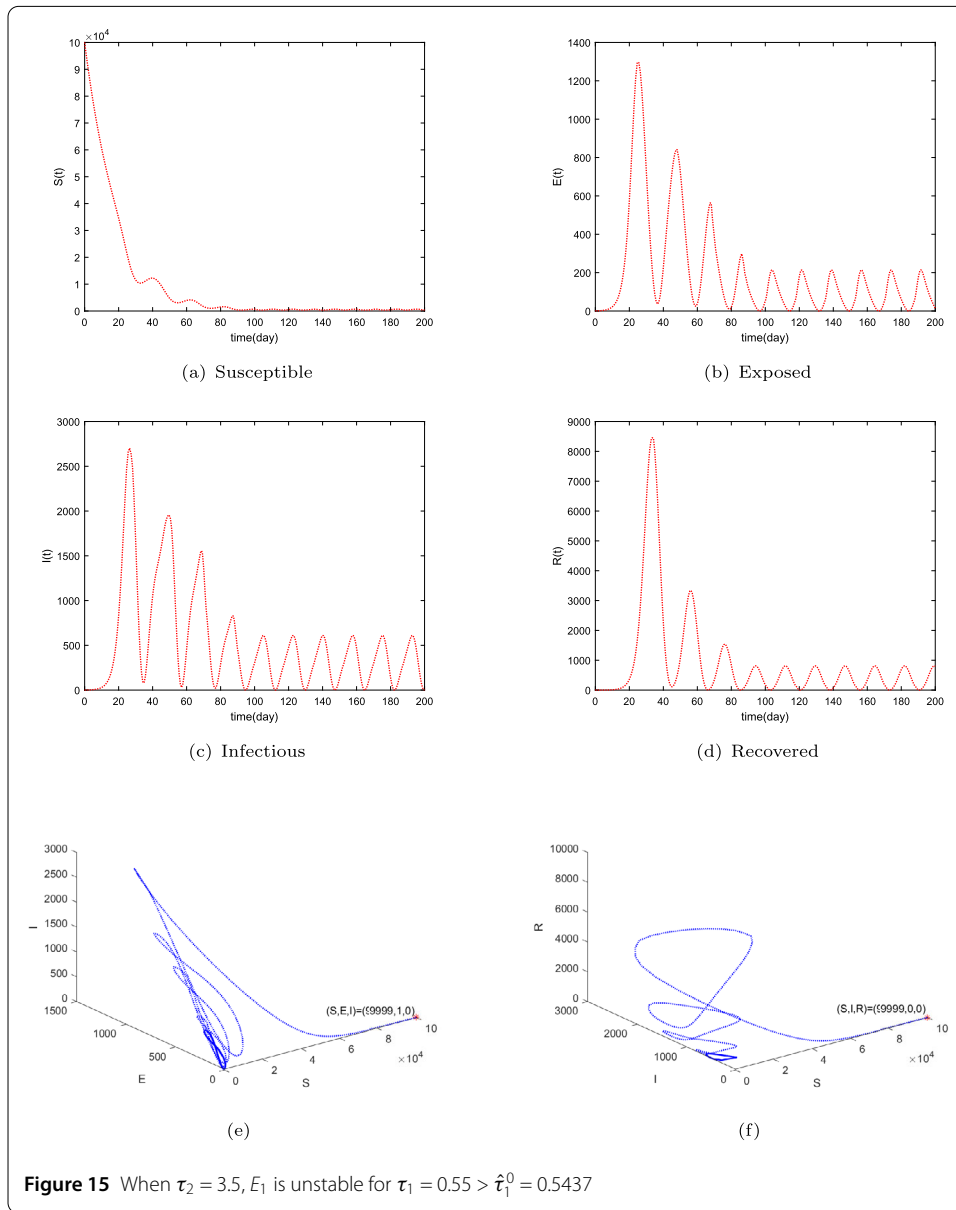 ×10⁴
10
9
8
7
6
5
4
3
2
1
0
S(t)
0 20 40 60 80 100 120 140 160 180 200
time(day)
(a) Susceptible
1400
1200
1000
800
600
400
200
0
E(t)
0 20 40 60 80 100 120 140 160 180 200
time(day)
(b) Exposed
3000
2500
2000
1500
1000
500
0
I(t)
0 20 40 60 80 100 120 140 160 180 200
time(day)
(c) Infectious
9000
8000
7000
6000
5000
4000
3000
2000
1000
0
R(t)
0 20 40 60 80 100 120 140 160 180 200
time(day)
(d) Recovered
3000
2500
2000
1500
1000
500
0
I
1500
1000
500
0
E
0 2 4 6 8 10
×10⁴
S
(S,E,I)=(99999,1,0)
(e)
10000
8000
6000
4000
2000
0
R
3000
2000
1000
0
I
0 2 4 6 8 10
×10⁴
S
(S,I,R)=(99999,0,0)
(f)
Figure 15 When τ₂ = 3.5, E₁ is unstable for τ₁ = 0.55 > τ̂₁⁰ = 0.5437